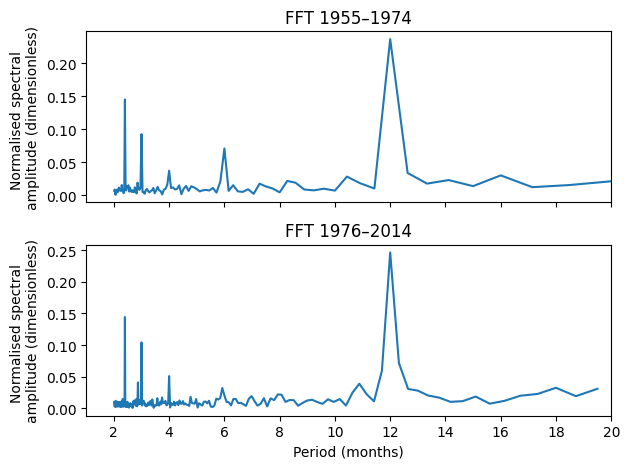 FFT 1955–1974
Normalised spectral
amplitude (dimensionless)
0.20
0.15
0.10
0.05
0.00
FFT 1976–2014
Normalised spectral
amplitude (dimensionless)
0.25
0.20
0.15
0.10
0.05
0.00
2 4 6 8 10 12 14 16 18 20
Period (months)